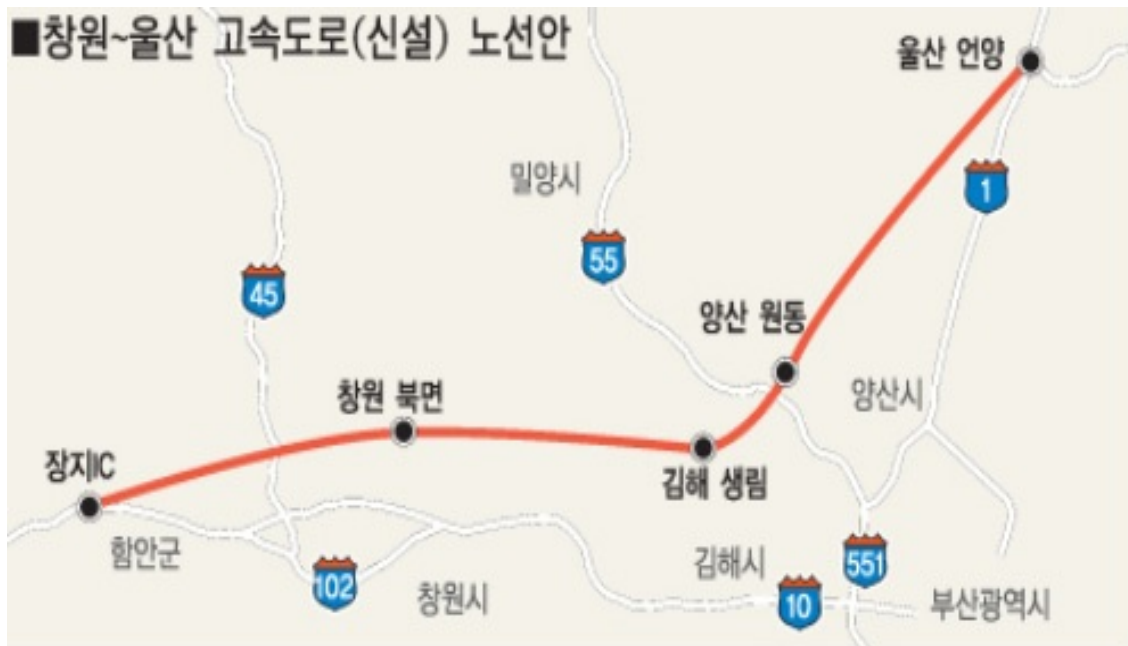 ■창원~울산 고속도로(신설) 노선안
울산 언양
밀양시
1
55
45
양산 원동
양산시
창원 북면
장지IC
김해 생림
함안군
김해시
551
102
창원시
10
부산광역시